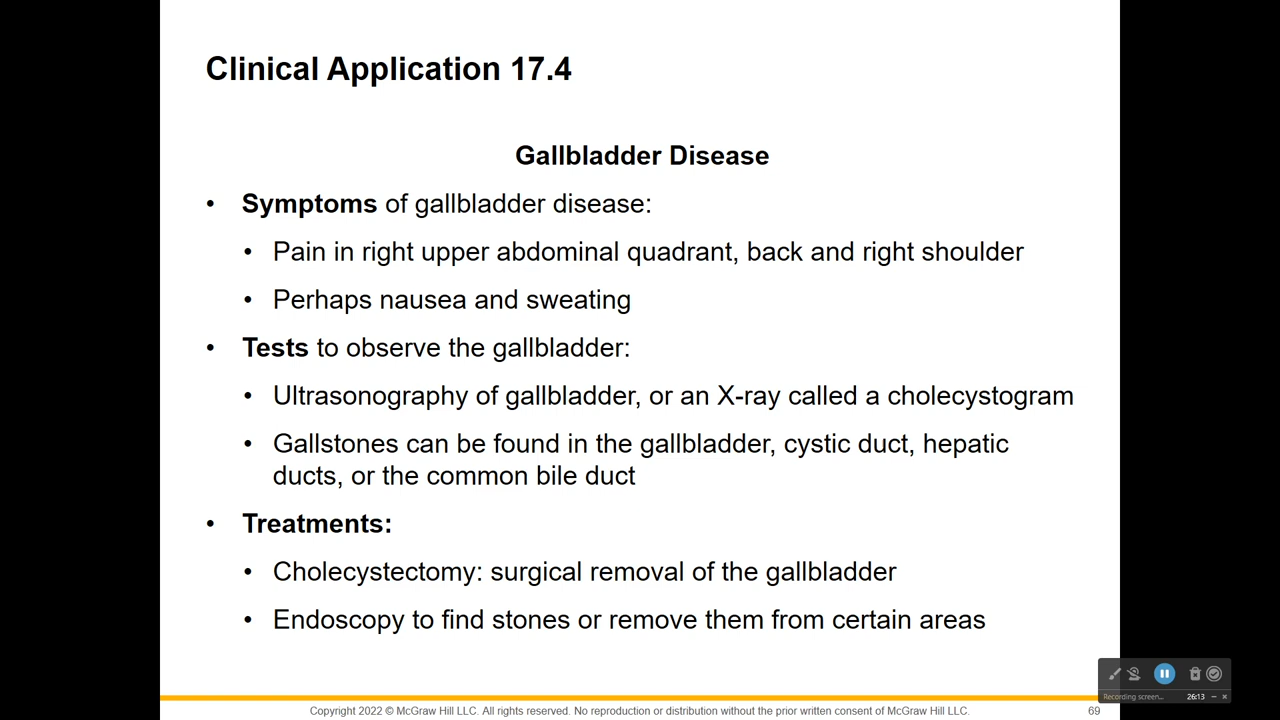 Clinical Application 17.4
Gallbladder Disease
• Symptoms of gallbladder disease:
• Pain in right upper abdominal quadrant, back and right shoulder
• Perhaps nausea and sweating
• Tests to observe the gallbladder:
• Ultrasonography of gallbladder, or an X-ray called a cholecystogram
• Gallstones can be found in the gallbladder, cystic duct, hepatic
ducts, or the common bile duct
• Treatments:
• Cholecystectomy: surgical removal of the gallbladder
• Endoscopy to find stones or remove them from certain areas
Recording screen... 26:13
Copyright 2022 © McGraw Hill LLC. All rights reserved. No reproduction or distribution without the prior written consent of McGraw Hill LLC. 69